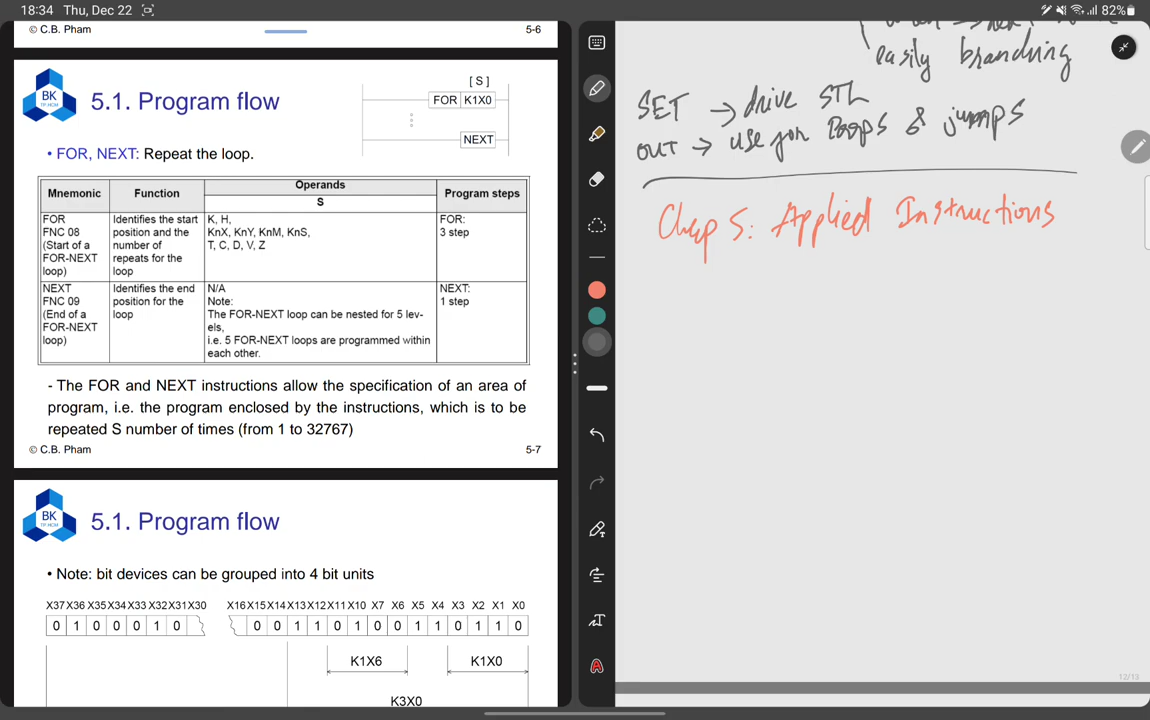 18:34 Thu, Dec 22
82%
© C.B. Pham
5-6
BK
TP.HCM
5.1. Program flow
[ S ]
FOR K1X0
NEXT
• FOR, NEXT: Repeat the loop.
Mnemonic Function Operands Program steps
S
FOR
FNC 08
(Start of a
FOR-NEXT
loop)
Identifies the start
position and the
number of
repeats for the
loop
K, H,
KnX, KnY, KnM, KnS,
T, C, D, V, Z
FOR:
3 step
NEXT
FNC 09
(End of a
FOR-NEXT
loop)
Identifies the end
position for the
loop
N/A
Note:
The FOR-NEXT loop can be nested for 5 lev-
els,
i.e. 5 FOR-NEXT loops are programmed within
each other.
NEXT:
1 step
- The FOR and NEXT instructions allow the specification of an area of
program, i.e. the program enclosed by the instructions, which is to be
repeated S number of times (from 1 to 32767)
© C.B. Pham
5-7
BK
TP.HCM
5.1. Program flow
• Note: bit devices can be grouped into 4 bit units
X37 X36 X35 X34 X33 X32 X31 X30 X16 X15 X14 X13 X12 X11 X10 X7 X6 X5 X4 X3 X2 X1 X0
0 1 0 0 0 1 0 0 0 1 1 0 1 0 0 1 1 0 1 1 0
K1X6 K1X0
K3X0
easily branching
SET → drive STL
OUT → use for loops & jumps
Chap 5: Applied Instructions
12/13